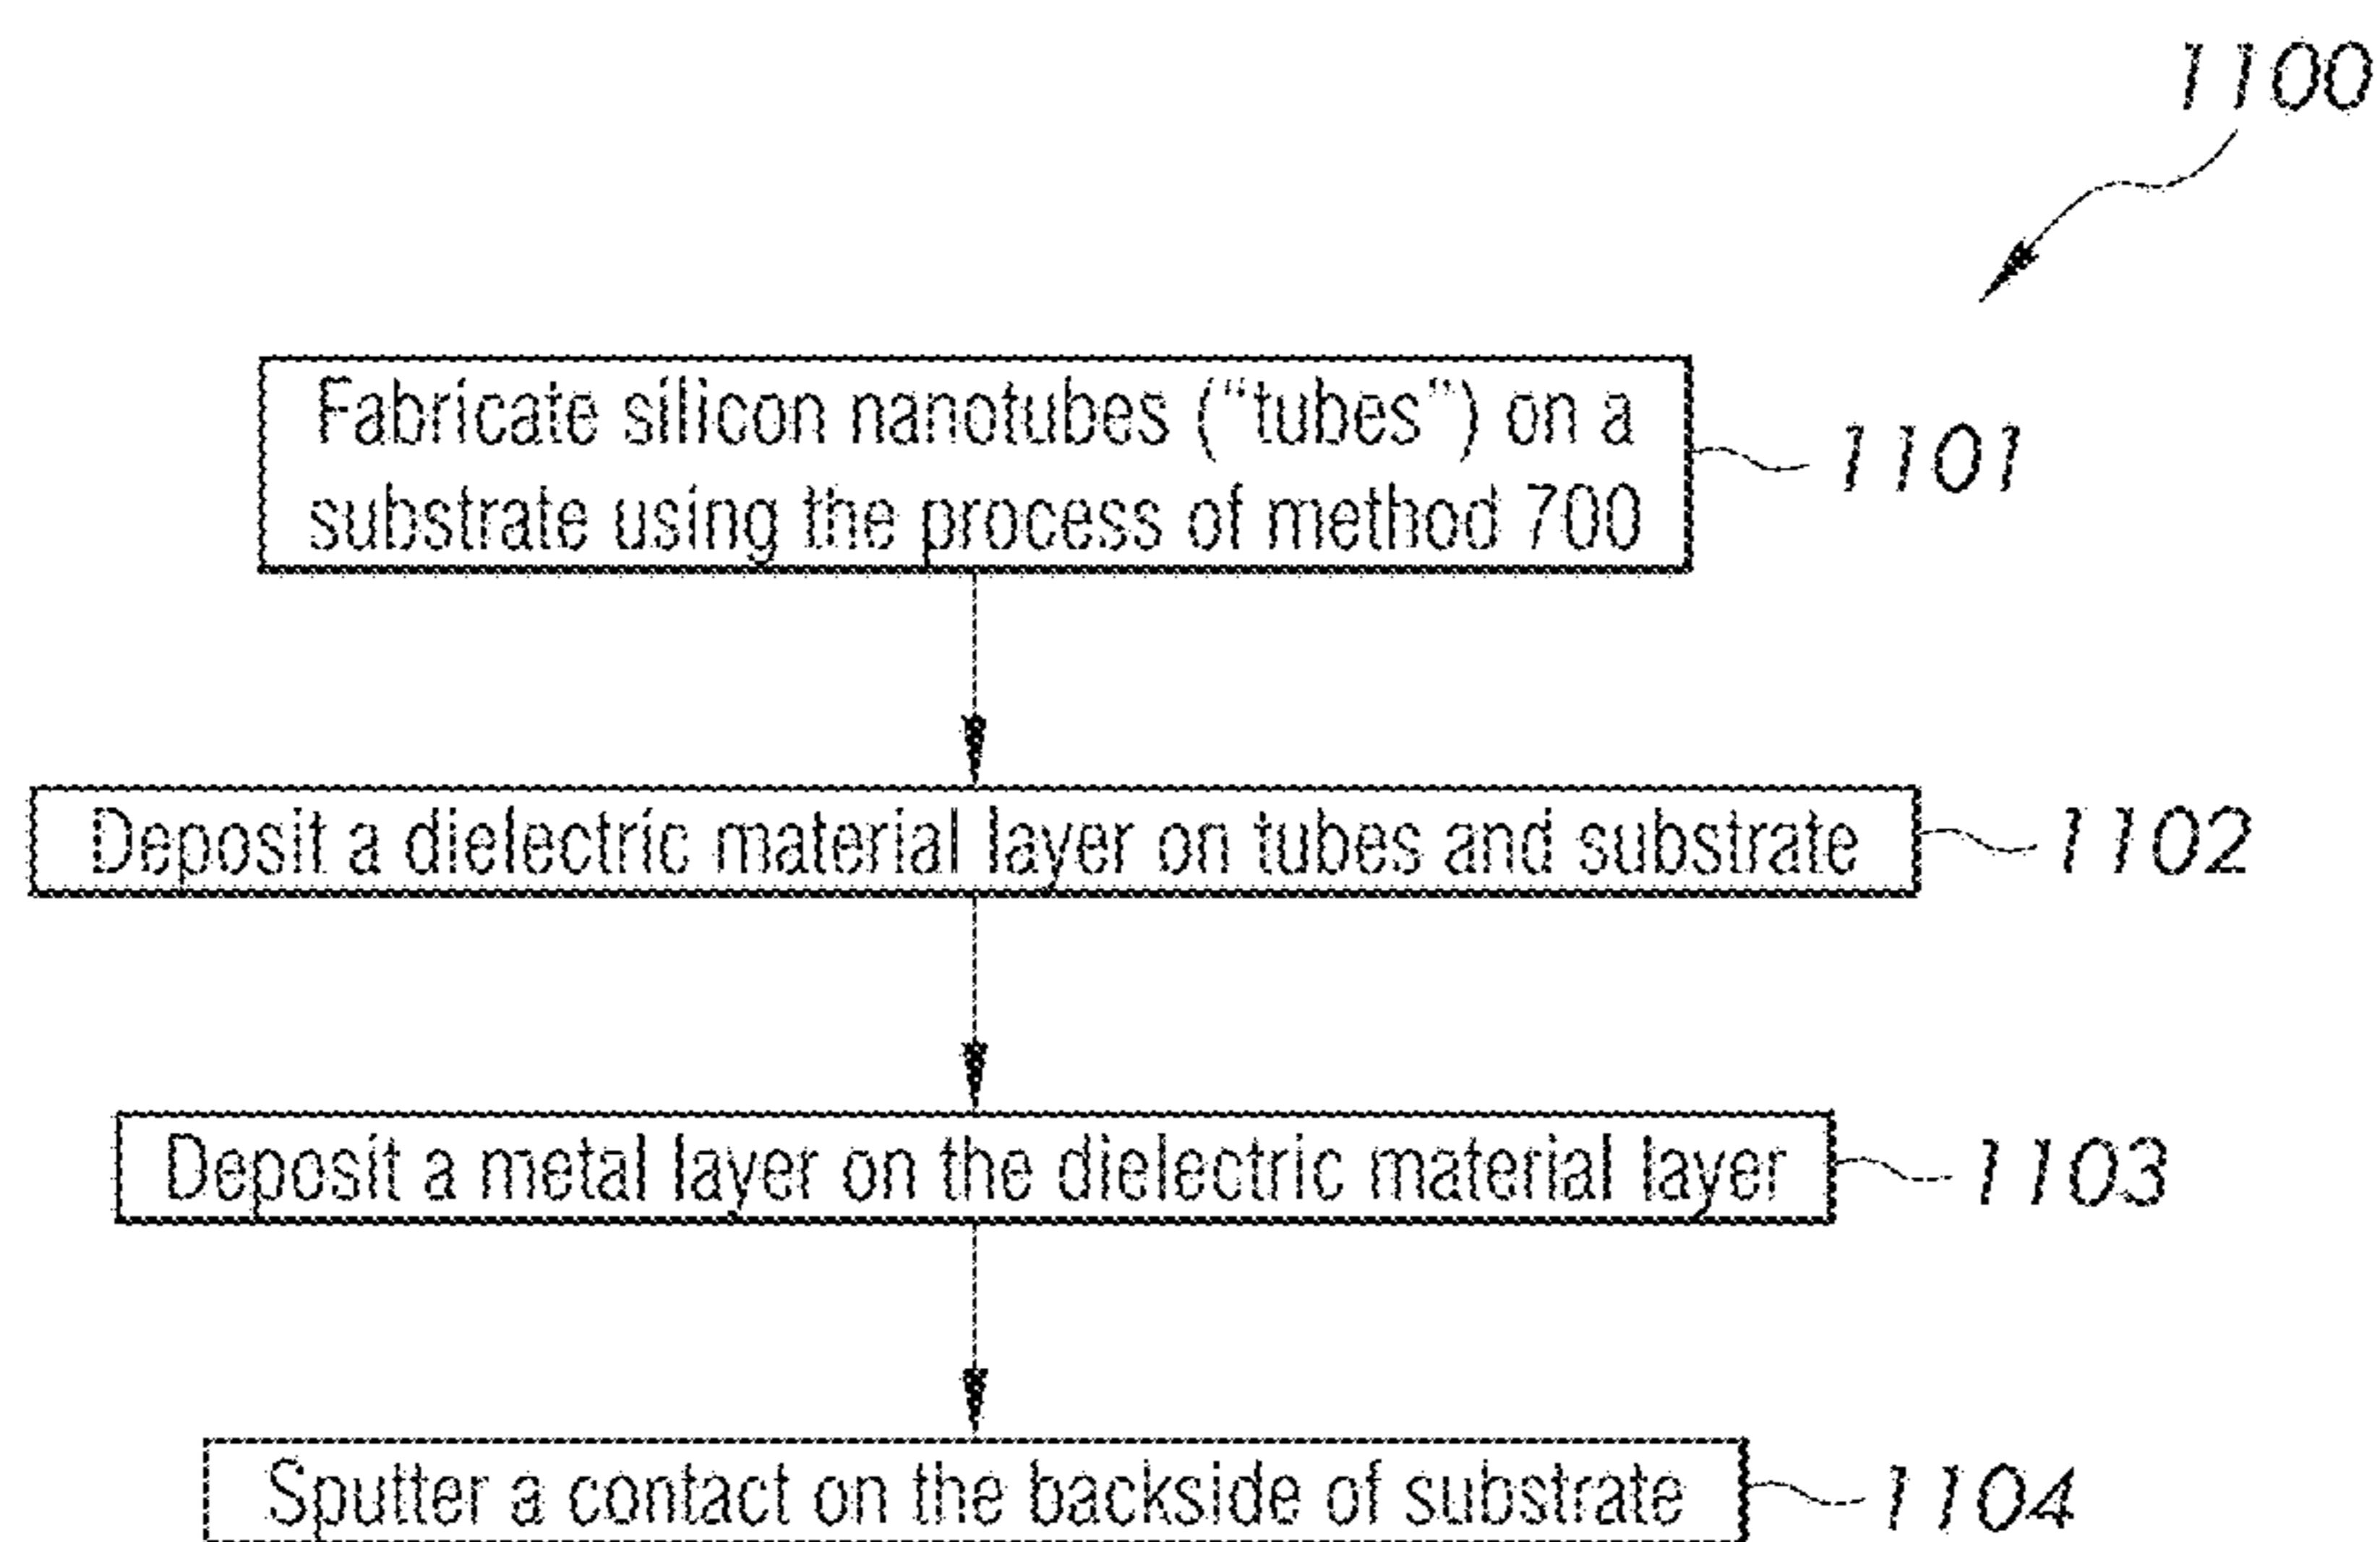 1100
Fabricate silicon nanotubes (“tubes”) on a
substrate using the process of method 700
1101
Deposit a dielectric material layer on tubes and substrate
1102
Deposit a metal layer on the dielectric material layer
1103
Sputter a contact on the backside of substrate
1104